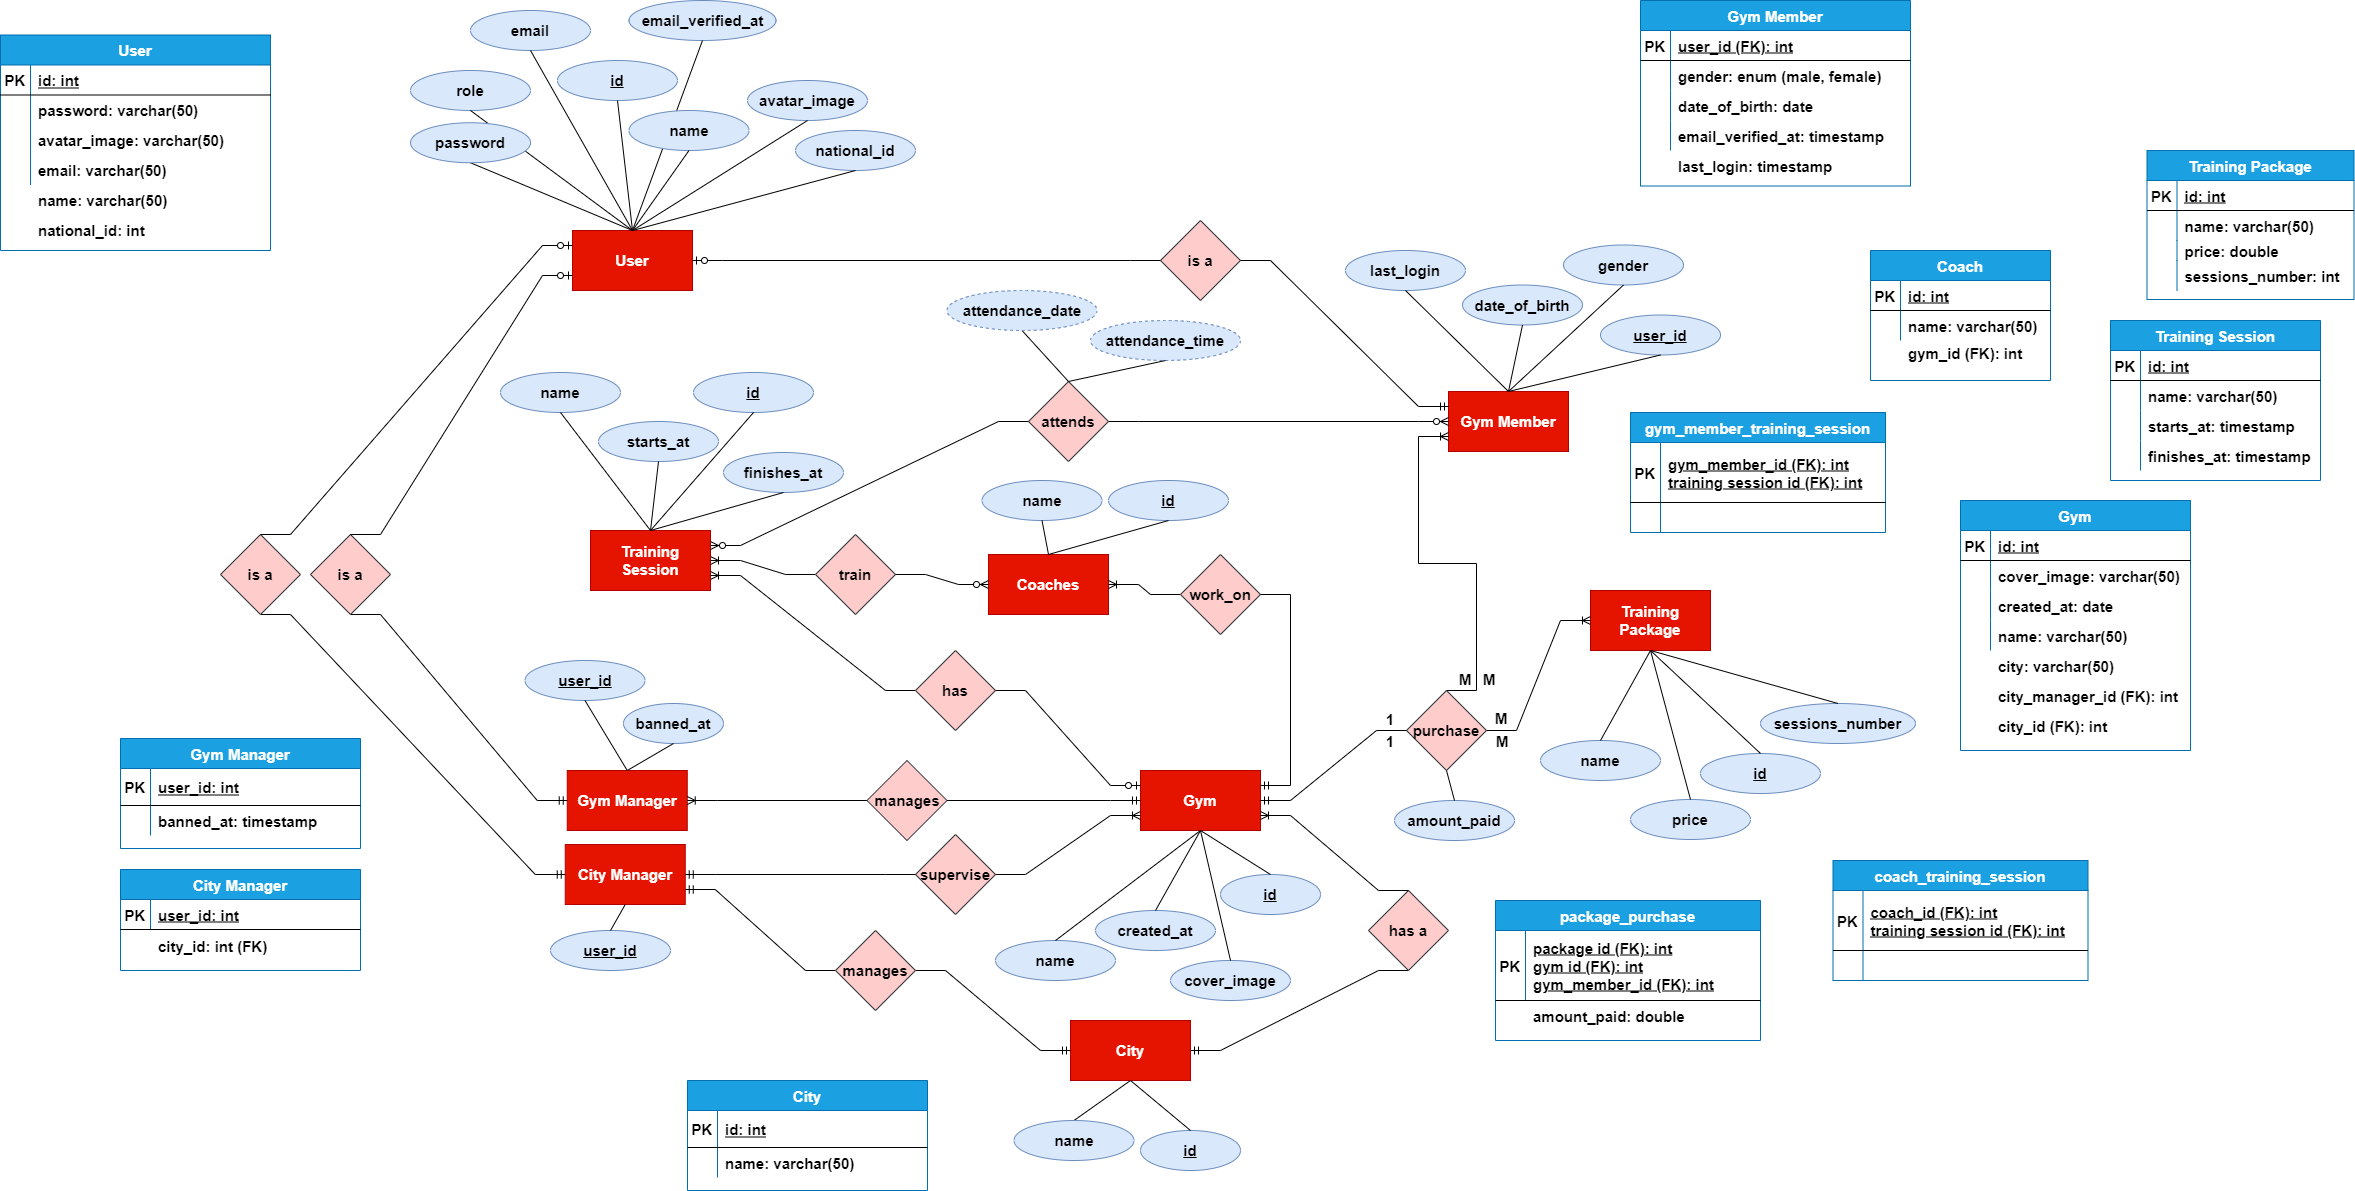 User
PK
id: int
password: varchar(50)
avatar_image: varchar(50)
email: varchar(50)
name: varchar(50)
national_id: int
email
email_verified_at
role
id
avatar_image
password
name
national_id
User
is a
Gym Member
PK
user_id (FK): int
gender: enum (male, female)
date_of_birth: date
email_verified_at: timestamp
last_login: timestamp
Training Package
PK
id: int
name: varchar(50)
price: double
sessions_number: int
Coach
PK
id: int
name: varchar(50)
gym_id (FK): int
Training Session
PK
id: int
name: varchar(50)
starts_at: timestamp
finishes_at: timestamp
last_login
gender
date_of_birth
user_id
Gym Member
attendance_date
attendance_time
attends
name
id
starts_at
finishes_at
Training
Session
train
name
id
Coaches
work_on
gym_member_training_session
PK
gym_member_id (FK): int
training session id (FK): int
Gym
PK
id: int
cover_image: varchar(50)
created_at: date
name: varchar(50)
city: varchar(50)
city_manager_id (FK): int
city_id (FK): int
is a
is a
has
Training
Package
M
M
1
purchase
M
1
M
name
price
id
sessions_number
amount_paid
user_id
banned_at
Gym Manager
manages
Gym
City Manager
supervise
user_id
manages
name
created_at
cover_image
id
has a
City
name
id
Gym Manager
PK
user_id: int
banned_at: timestamp
City Manager
PK
user_id: int
city_id: int (FK)
package_purchase
PK
package id (FK): int
gym id (FK): int
gym_member_id (FK): int
amount_paid: double
coach_training_session
PK
coach_id (FK): int
training session id (FK): int
City
PK
id: int
name: varchar(50)